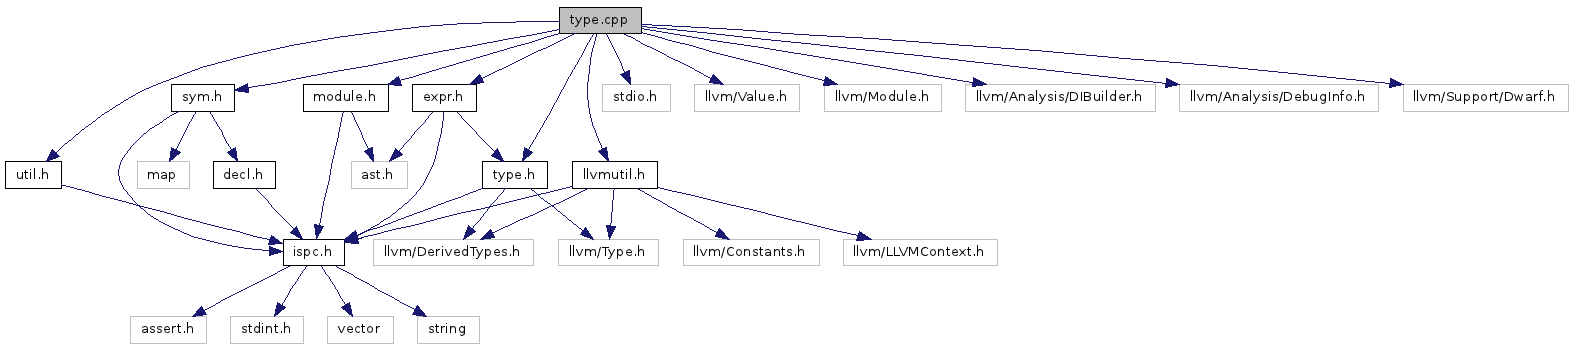 type.cpp
sym.h
module.h
expr.h
stdio.h
llvm/Value.h
llvm/Module.h
llvm/Analysis/DIBuilder.h
llvm/Analysis/DebugInfo.h
llvm/Support/Dwarf.h
util.h
map
decl.h
ast.h
type.h
llvmutil.h
ispc.h
llvm/DerivedTypes.h
llvm/Type.h
llvm/Constants.h
llvm/LLVMContext.h
assert.h
stdint.h
vector
string